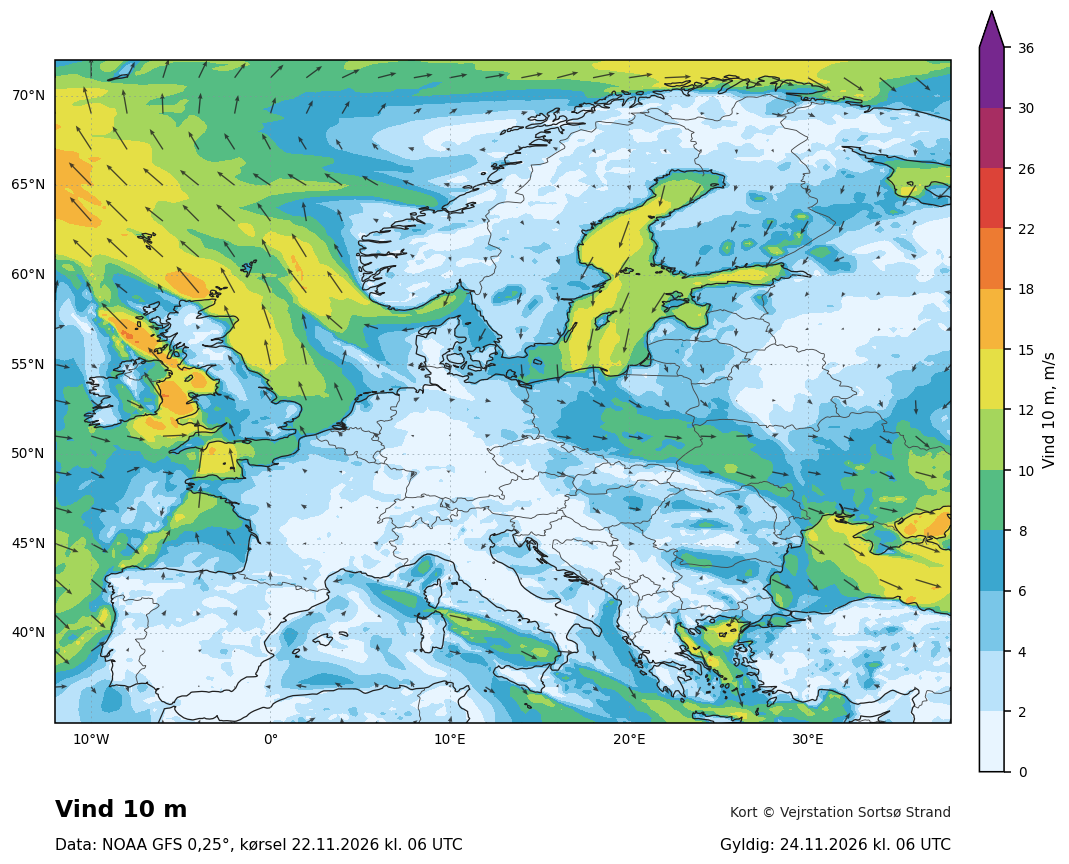 36
30
26
22
18
15
12
10
8
6
4
2
0
Vind 10 m, m/s
70°N
65°N
60°N
55°N
50°N
45°N
40°N
10°W
0°
10°E
20°E
30°E
Vind 10 m
Kort © Vejrstation Sortsø Strand
Data: NOAA GFS 0,25°, kørsel 22.11.2026 kl. 06 UTC
Gyldig: 24.11.2026 kl. 06 UTC